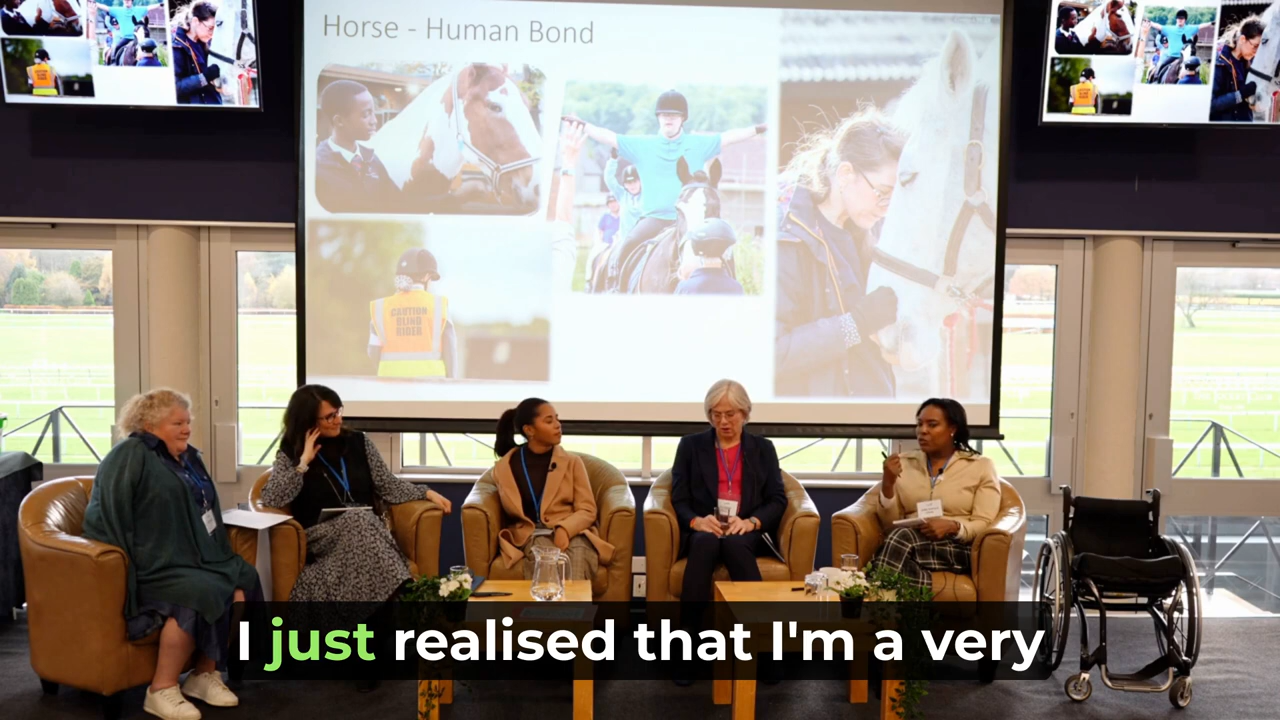 Horse - Human Bond
CAUTION
BLIND
RIDER
I just realised that I'm a very